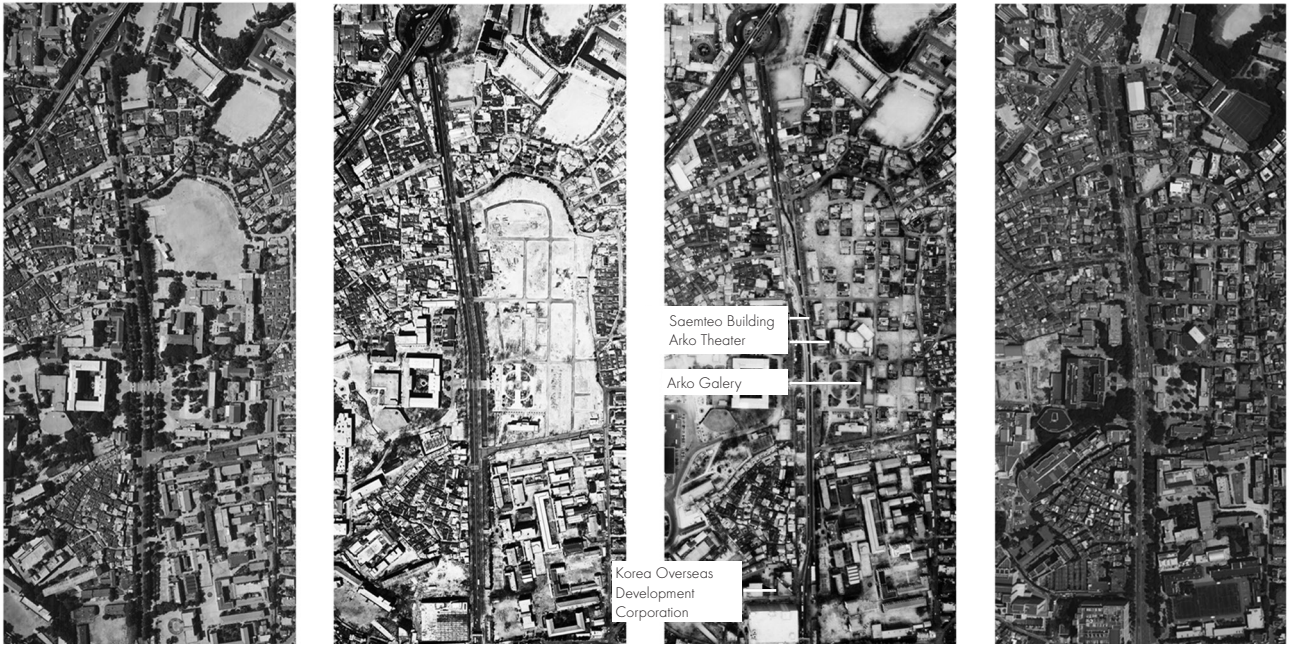 Saemteo Building
Arko Theater
Arko Galery
Korea Overseas
Development
Corporation